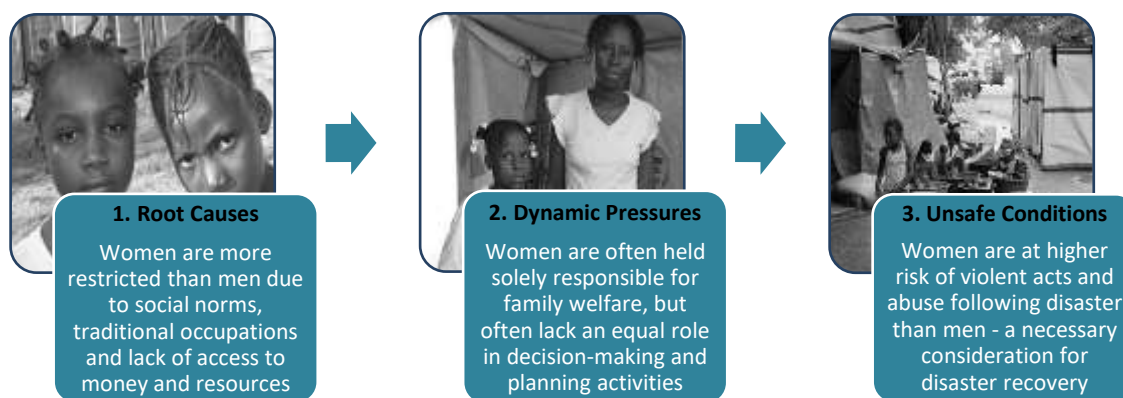 1. Root Causes
Women are more
restricted than men due
to social norms,
traditional occupations
and lack of access to
money and resources
2. Dynamic Pressures
Women are often held
solely responsible for
family welfare, but
often lack an equal role
in decision-making and
planning activities
3. Unsafe Conditions
Women are at higher
risk of violent acts and
abuse following disaster
than men - a necessary
consideration for
disaster recovery